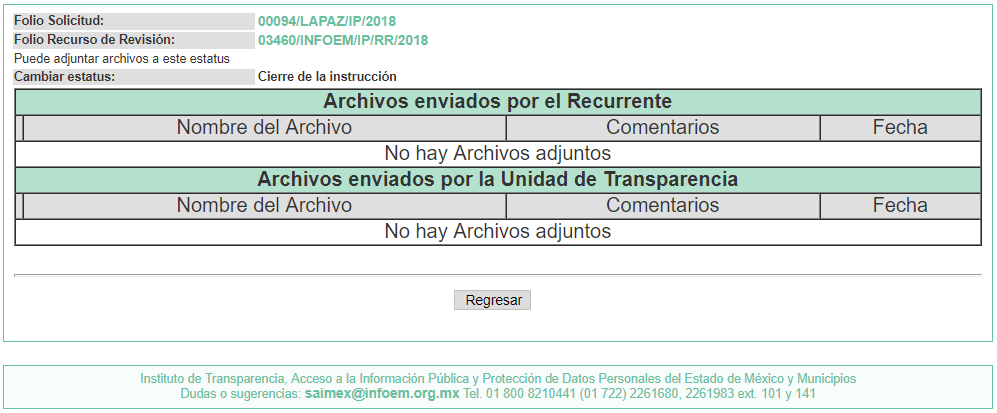 Folio Solicitud: 00094/LAPAZ/IP/2018
Folio Recurso de Revisión: 03460/INFOEM/IP/RR/2018
Puede adjuntar archivos a este estatus
Cambiar estatus: Cierre de la instrucción
Archivos enviados por el Recurrente
Nombre del Archivo Comentarios Fecha
No hay Archivos adjuntos
Archivos enviados por la Unidad de Transparencia
Nombre del Archivo Comentarios Fecha
No hay Archivos adjuntos
Regresar
Instituto de Transparencia, Acceso a la Información Pública y Protección de Datos Personales del Estado de México y Municipios
Dudas o sugerencias: saimex@infoem.org.mx Tel. 01 800 8210441 (01 722) 2261680, 2261983 ext. 101 y 141